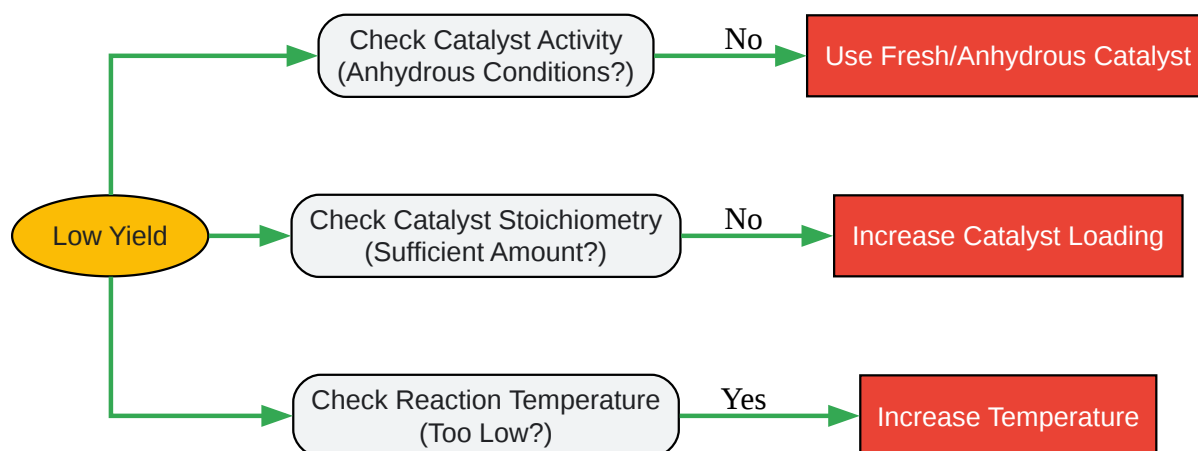 Check Catalyst Activity
(Anhydrous Conditions?)
No
Use Fresh/Anhydrous Catalyst
Low Yield
Check Catalyst Stoichiometry
(Sufficient Amount?)
No
Increase Catalyst Loading
Check Reaction Temperature
(Too Low?)
Yes
Increase Temperature